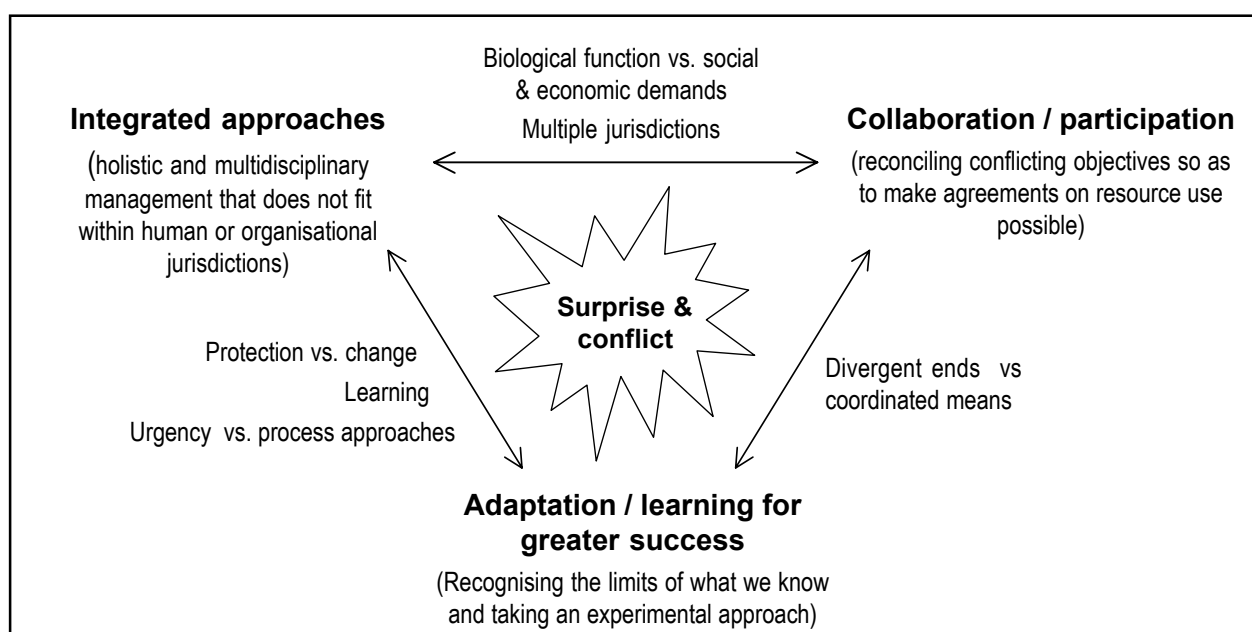 Biological function vs. social
& economic demands
Multiple jurisdictions
Integrated approaches
(holistic and multidisciplinary
management that does not fit
within human or organisational
jurisdictions)
Collaboration / participation
(reconciling conflicting objectives so as
to make agreements on resource use
possible)
Surprise &
conflict
Protection vs. change
Learning
Urgency vs. process approaches
Divergent ends vs
coordinated means
Adaptation / learning for
greater success
(Recognising the limits of what we know
and taking an experimental approach)